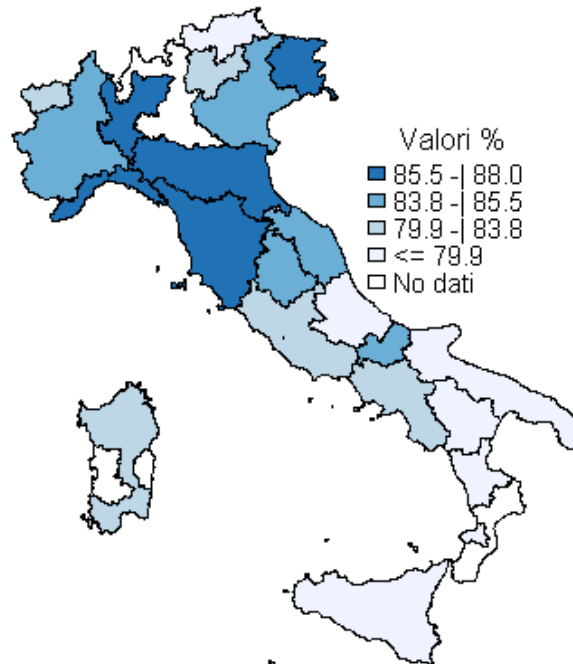 Valori %
85.5 -| 88.0
83.8 -| 85.5
79.9 -| 83.8
<= 79.9
No dati